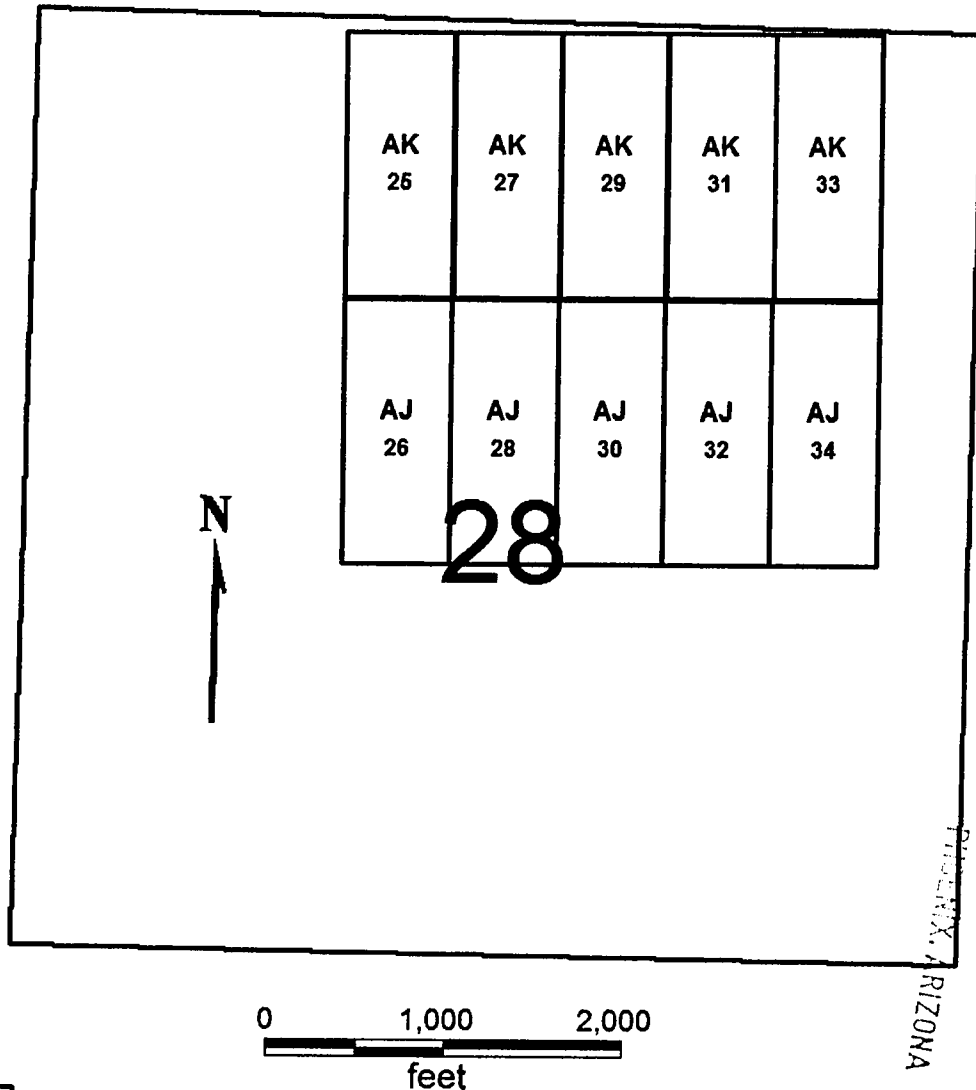 AK AK AK AK AK
25 27 29 31 33
AJ AJ AJ AJ AJ
26 28 30 32 34
N
28
PHOENIX, ARIZONA
0 1,000 2,000
feet